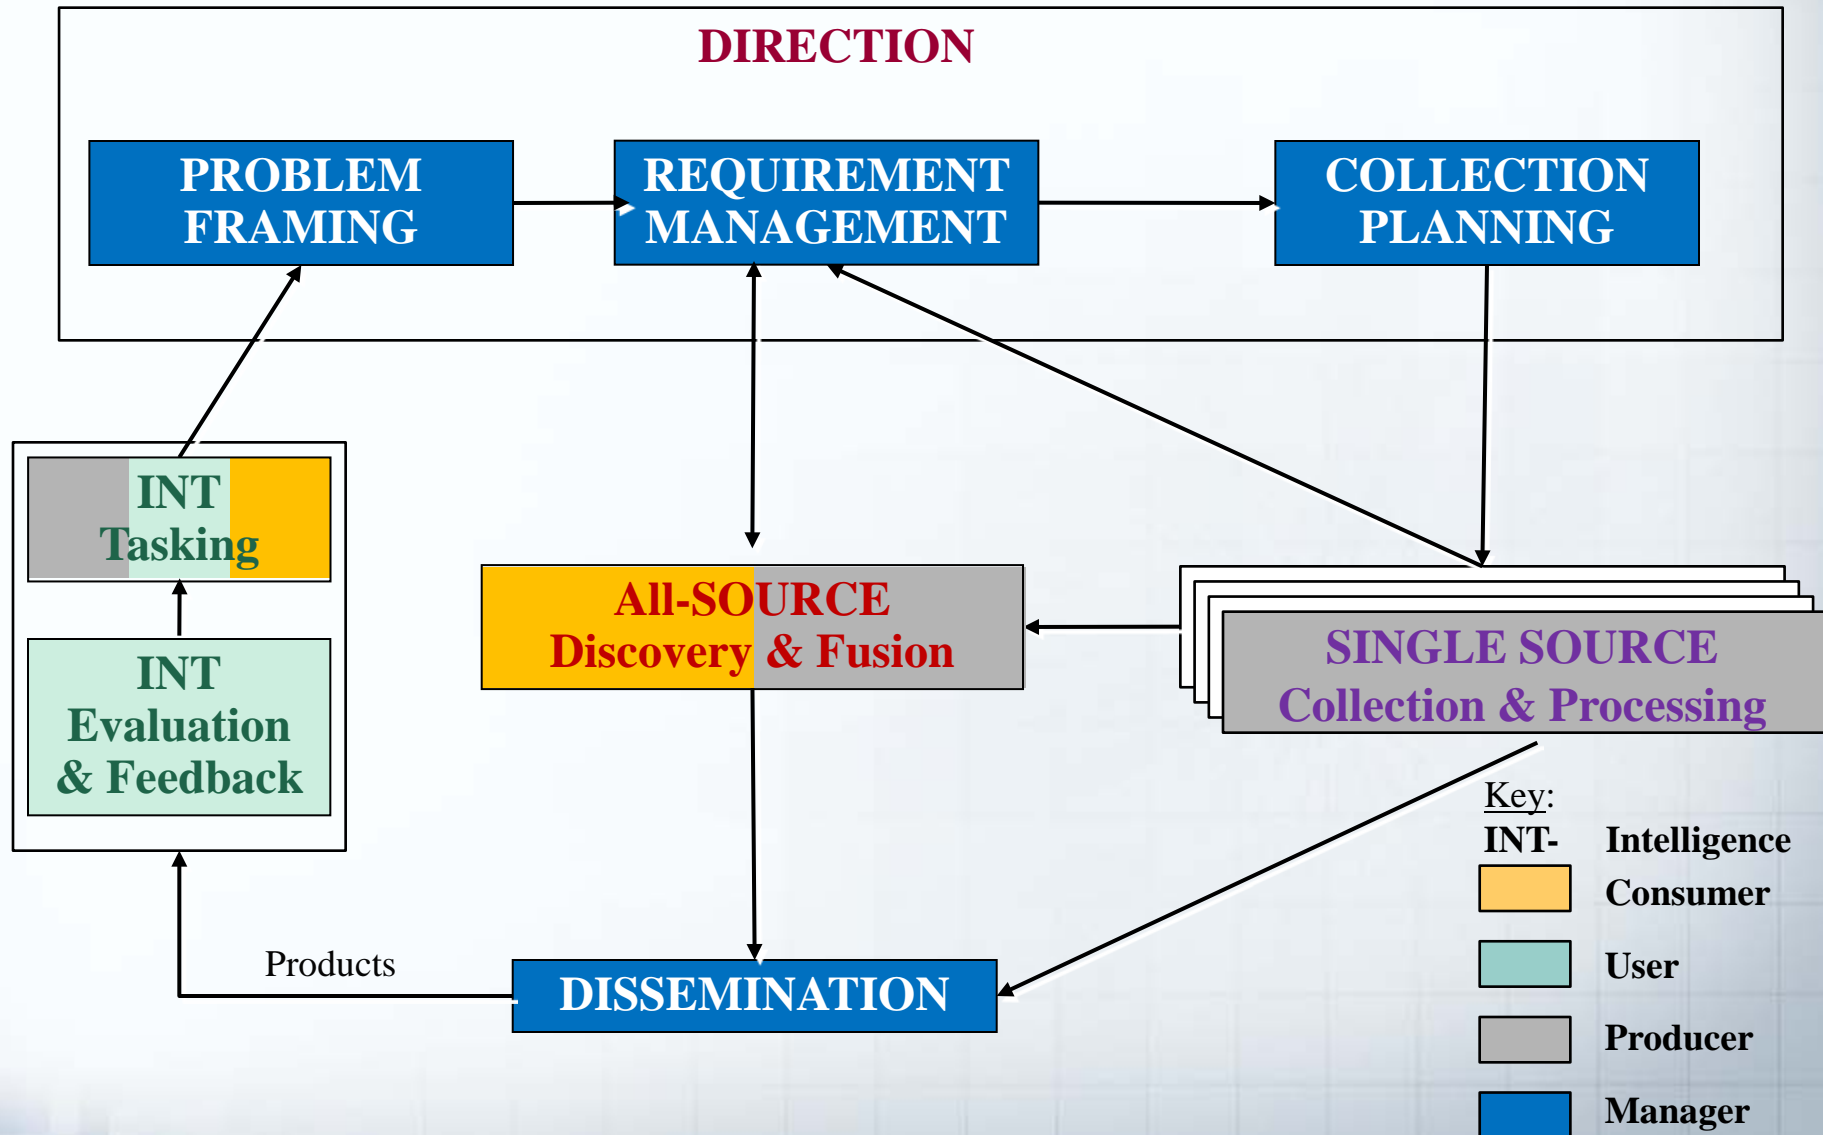 DIRECTION
PROBLEM
FRAMING
REQUIREMENT
MANAGEMENT
COLLECTION
PLANNING
INT
Tasking
INT
Evaluation
& Feedback
All-SOURCE
Discovery & Fusion
SINGLE SOURCE
Collection & Processing
Products
DISSEMINATION
Key:
INT- Intelligence
Consumer
User
Producer
Manager